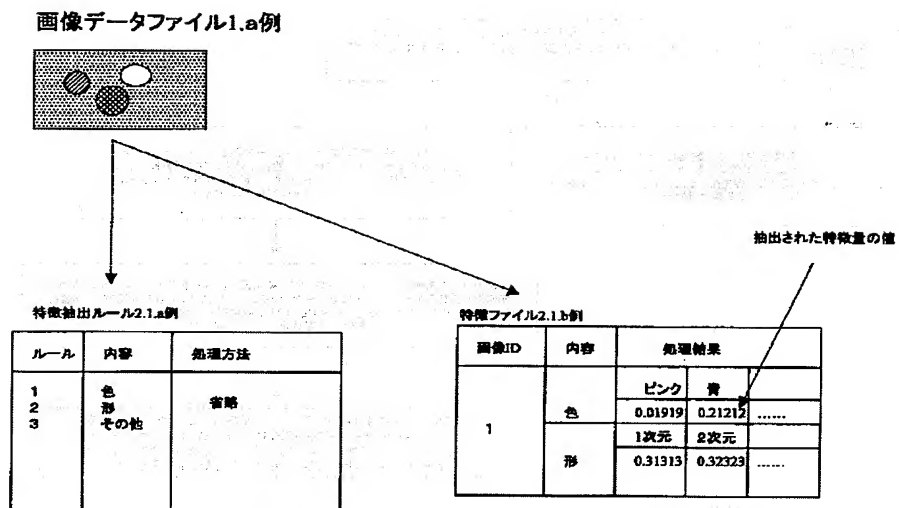 画像データファイル1.a例
抽出された特徴量の値
特徴抽出ルール2.1.a例
ルール 内容 処理方法
1 色 省略
2 形
3 その他
特徴ファイル2.1.b例
画像ID 内容 処理結果
ピンク 青
色 0.01919 0.21212 ......
1
1次元 2次元
形 0.31313 0.32323 ......